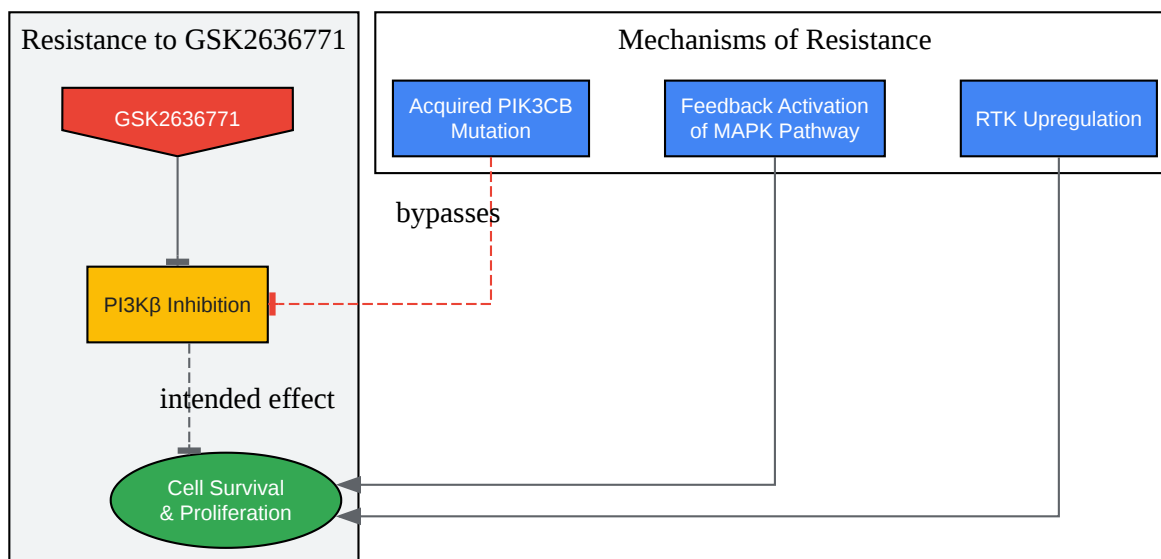 Resistance to GSK2636771
Mechanisms of Resistance
GSK2636771
Acquired PIK3CB
Mutation
Feedback Activation
of MAPK Pathway
RTK Upregulation
bypasses
PI3Kβ Inhibition
intended effect
Cell Survival
& Proliferation